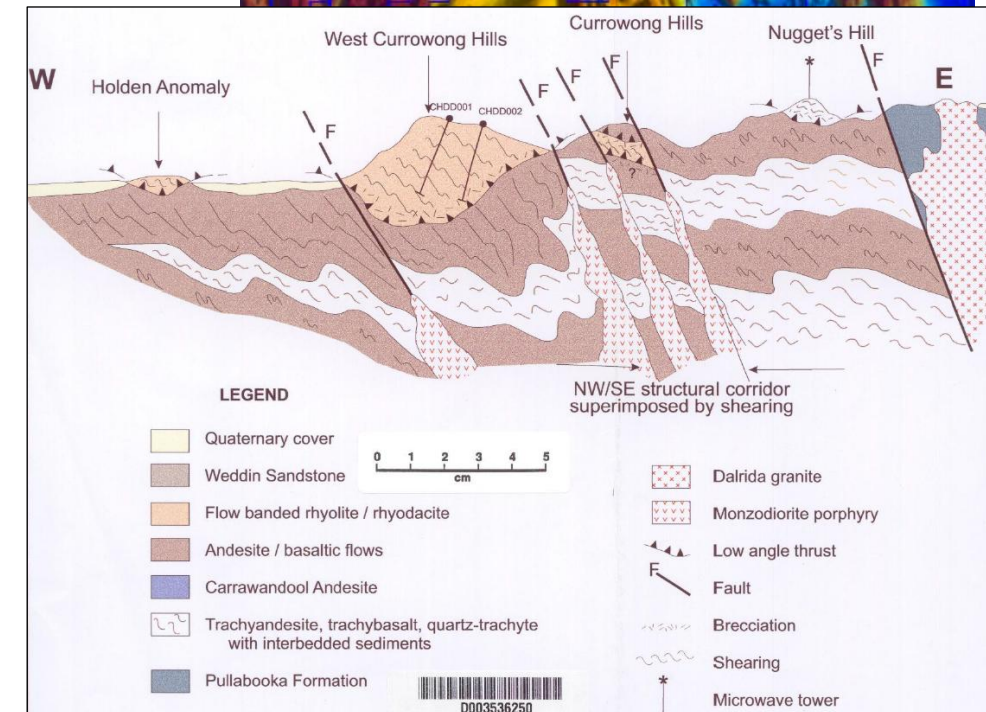 West Currowong Hills
Currowong Hills
Nugget's Hill
W
Holden Anomaly
CHDD001
CHDD002
F
F
F
F
F
E
?
*
NW/SE structural corridor
superimposed by shearing
LEGEND
Quaternary cover
Weddin Sandstone
Flow banded rhyolite / rhyodacite
Andesite / basaltic flows
Carrawandool Andesite
Trachyandesite, trachybasalt, quartz-trachyte
with interbedded sediments
Pullabooka Formation
0 1 2 3 4 5
cm
D003536250
Dalrida granite
Monzodiorite porphyry
Low angle thrust
F
Fault
Brecciation
Shearing
*
Microwave tower